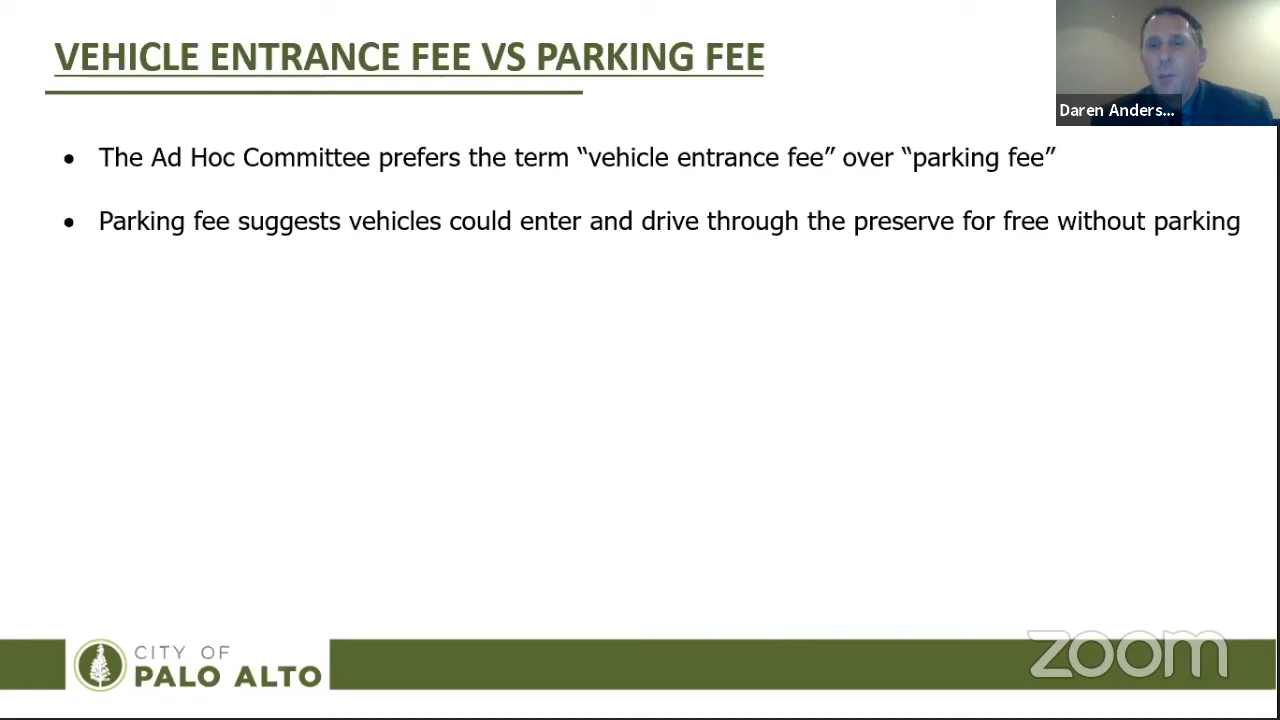 VEHICLE ENTRANCE FEE VS PARKING FEE
Daren Anders...
• The Ad Hoc Committee prefers the term “vehicle entrance fee” over “parking fee”
• Parking fee suggests vehicles could enter and drive through the preserve for free without parking
CITY OF
PALO ALTO
zoom